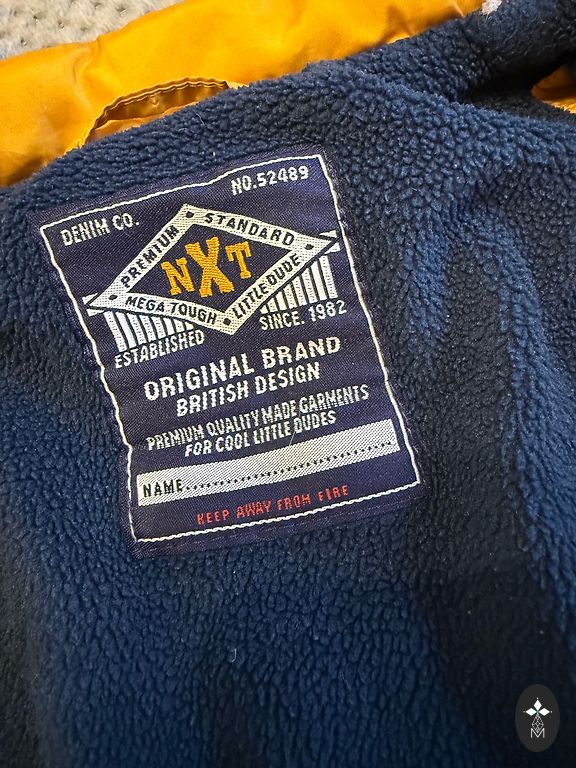 DENIM CO. NO.52489
PREMIUM STANDARD
NXT
MEGA TOUGH LITTLE DUDE
ESTABLISHED SINCE. 1982
ORIGINAL BRAND
BRITISH DESIGN
PREMIUM QUALITY MADE GARMENTS
FOR COOL LITTLE DUDES
NAME..............................
KEEP AWAY FROM FIRE
M